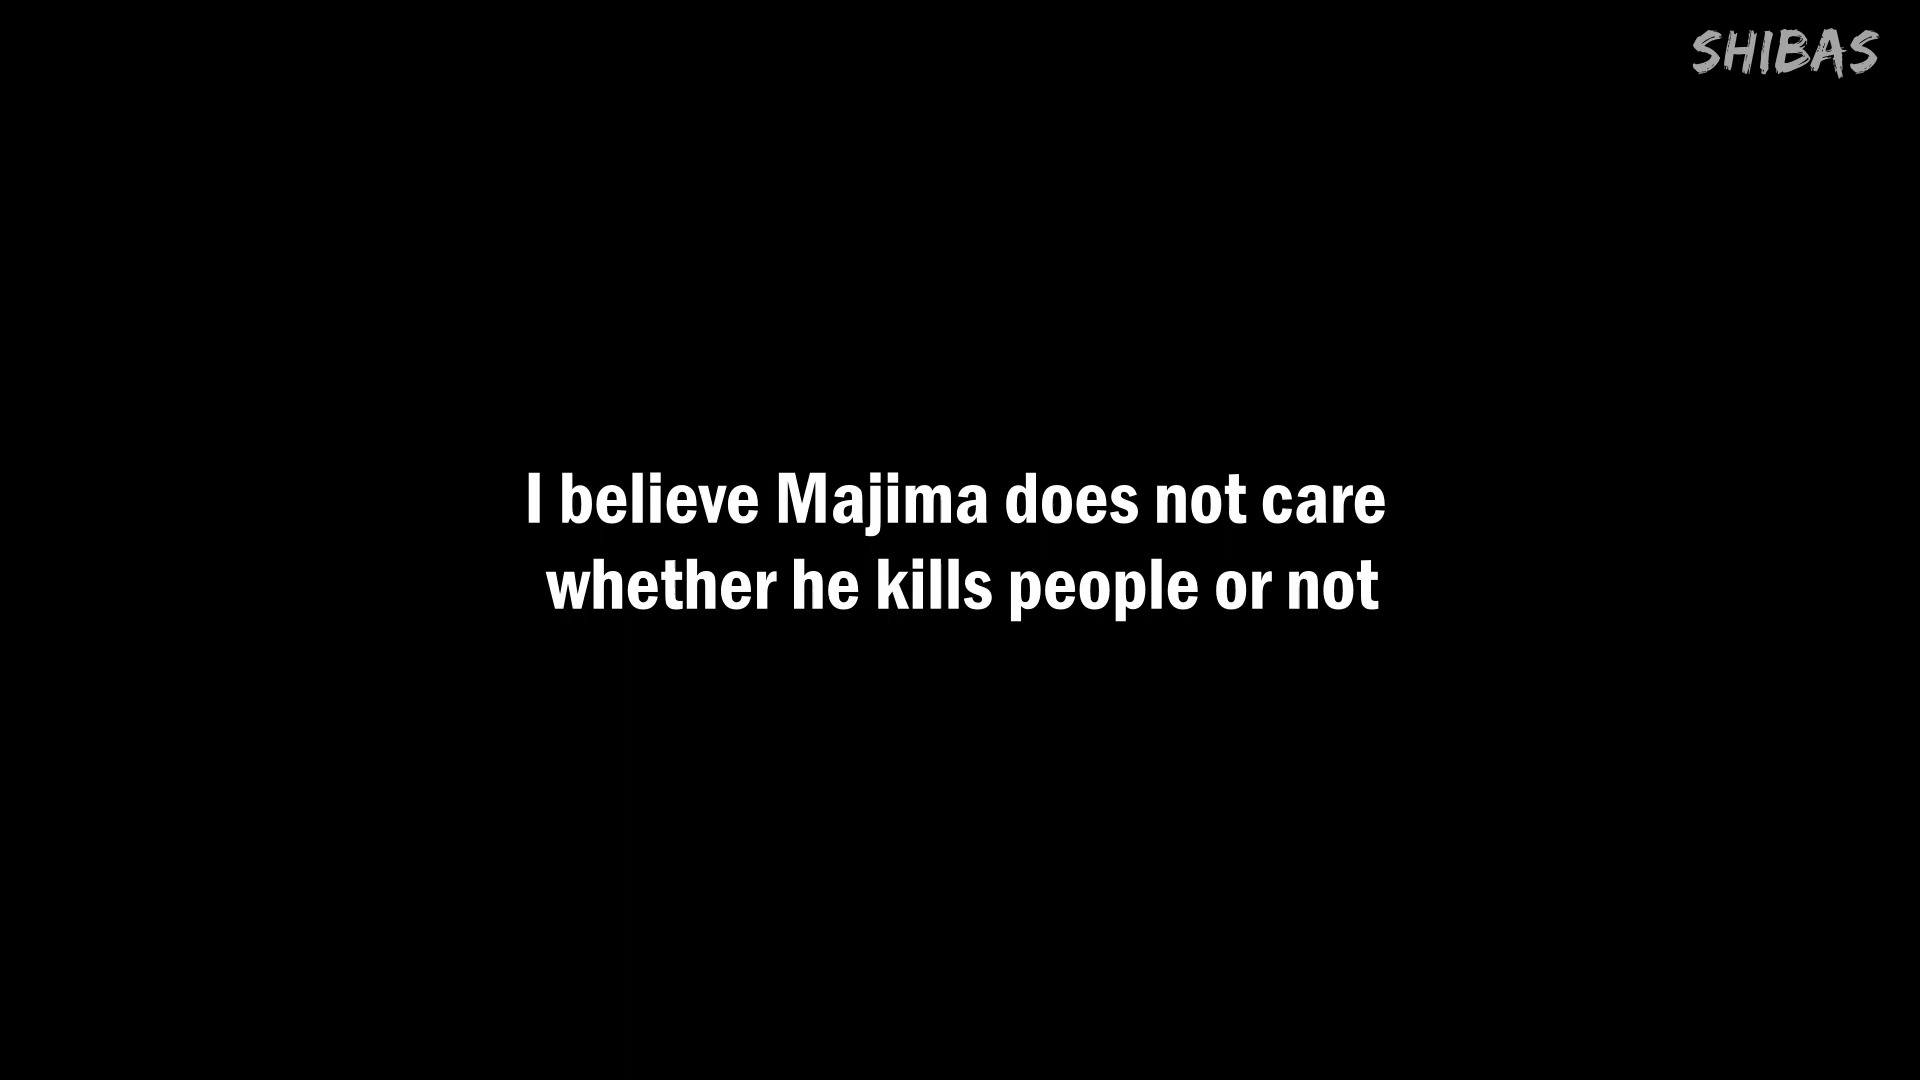 SHIBAS
I believe Majima does not care
whether he kills people or not